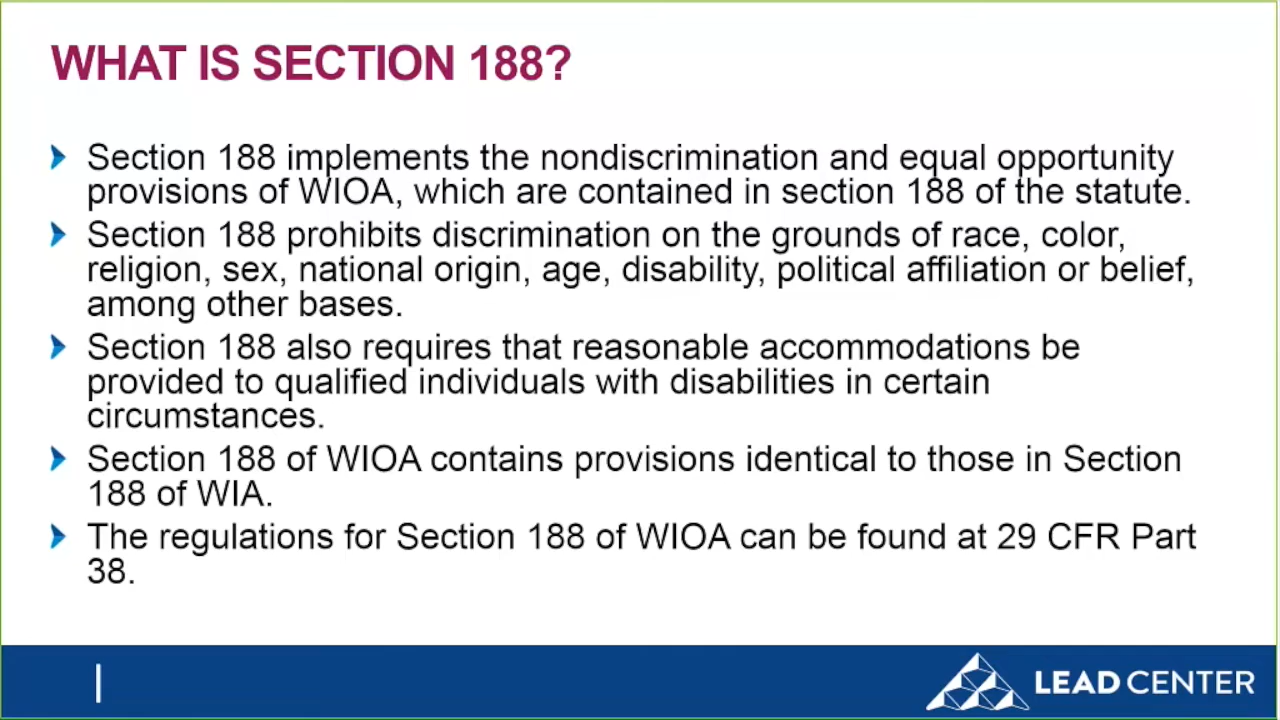 WHAT IS SECTION 188?
Section 188 implements the nondiscrimination and equal opportunity
provisions of WIOA, which are contained in section 188 of the statute.
Section 188 prohibits discrimination on the grounds of race, color,
religion, sex, national origin, age, disability, political affiliation or belief,
among other bases.
Section 188 also requires that reasonable accommodations be
provided to qualified individuals with disabilities in certain
circumstances.
Section 188 of WIOA contains provisions identical to those in Section
188 of WIA.
The regulations for Section 188 of WIOA can be found at 29 CFR Part
38.
LEAD CENTER